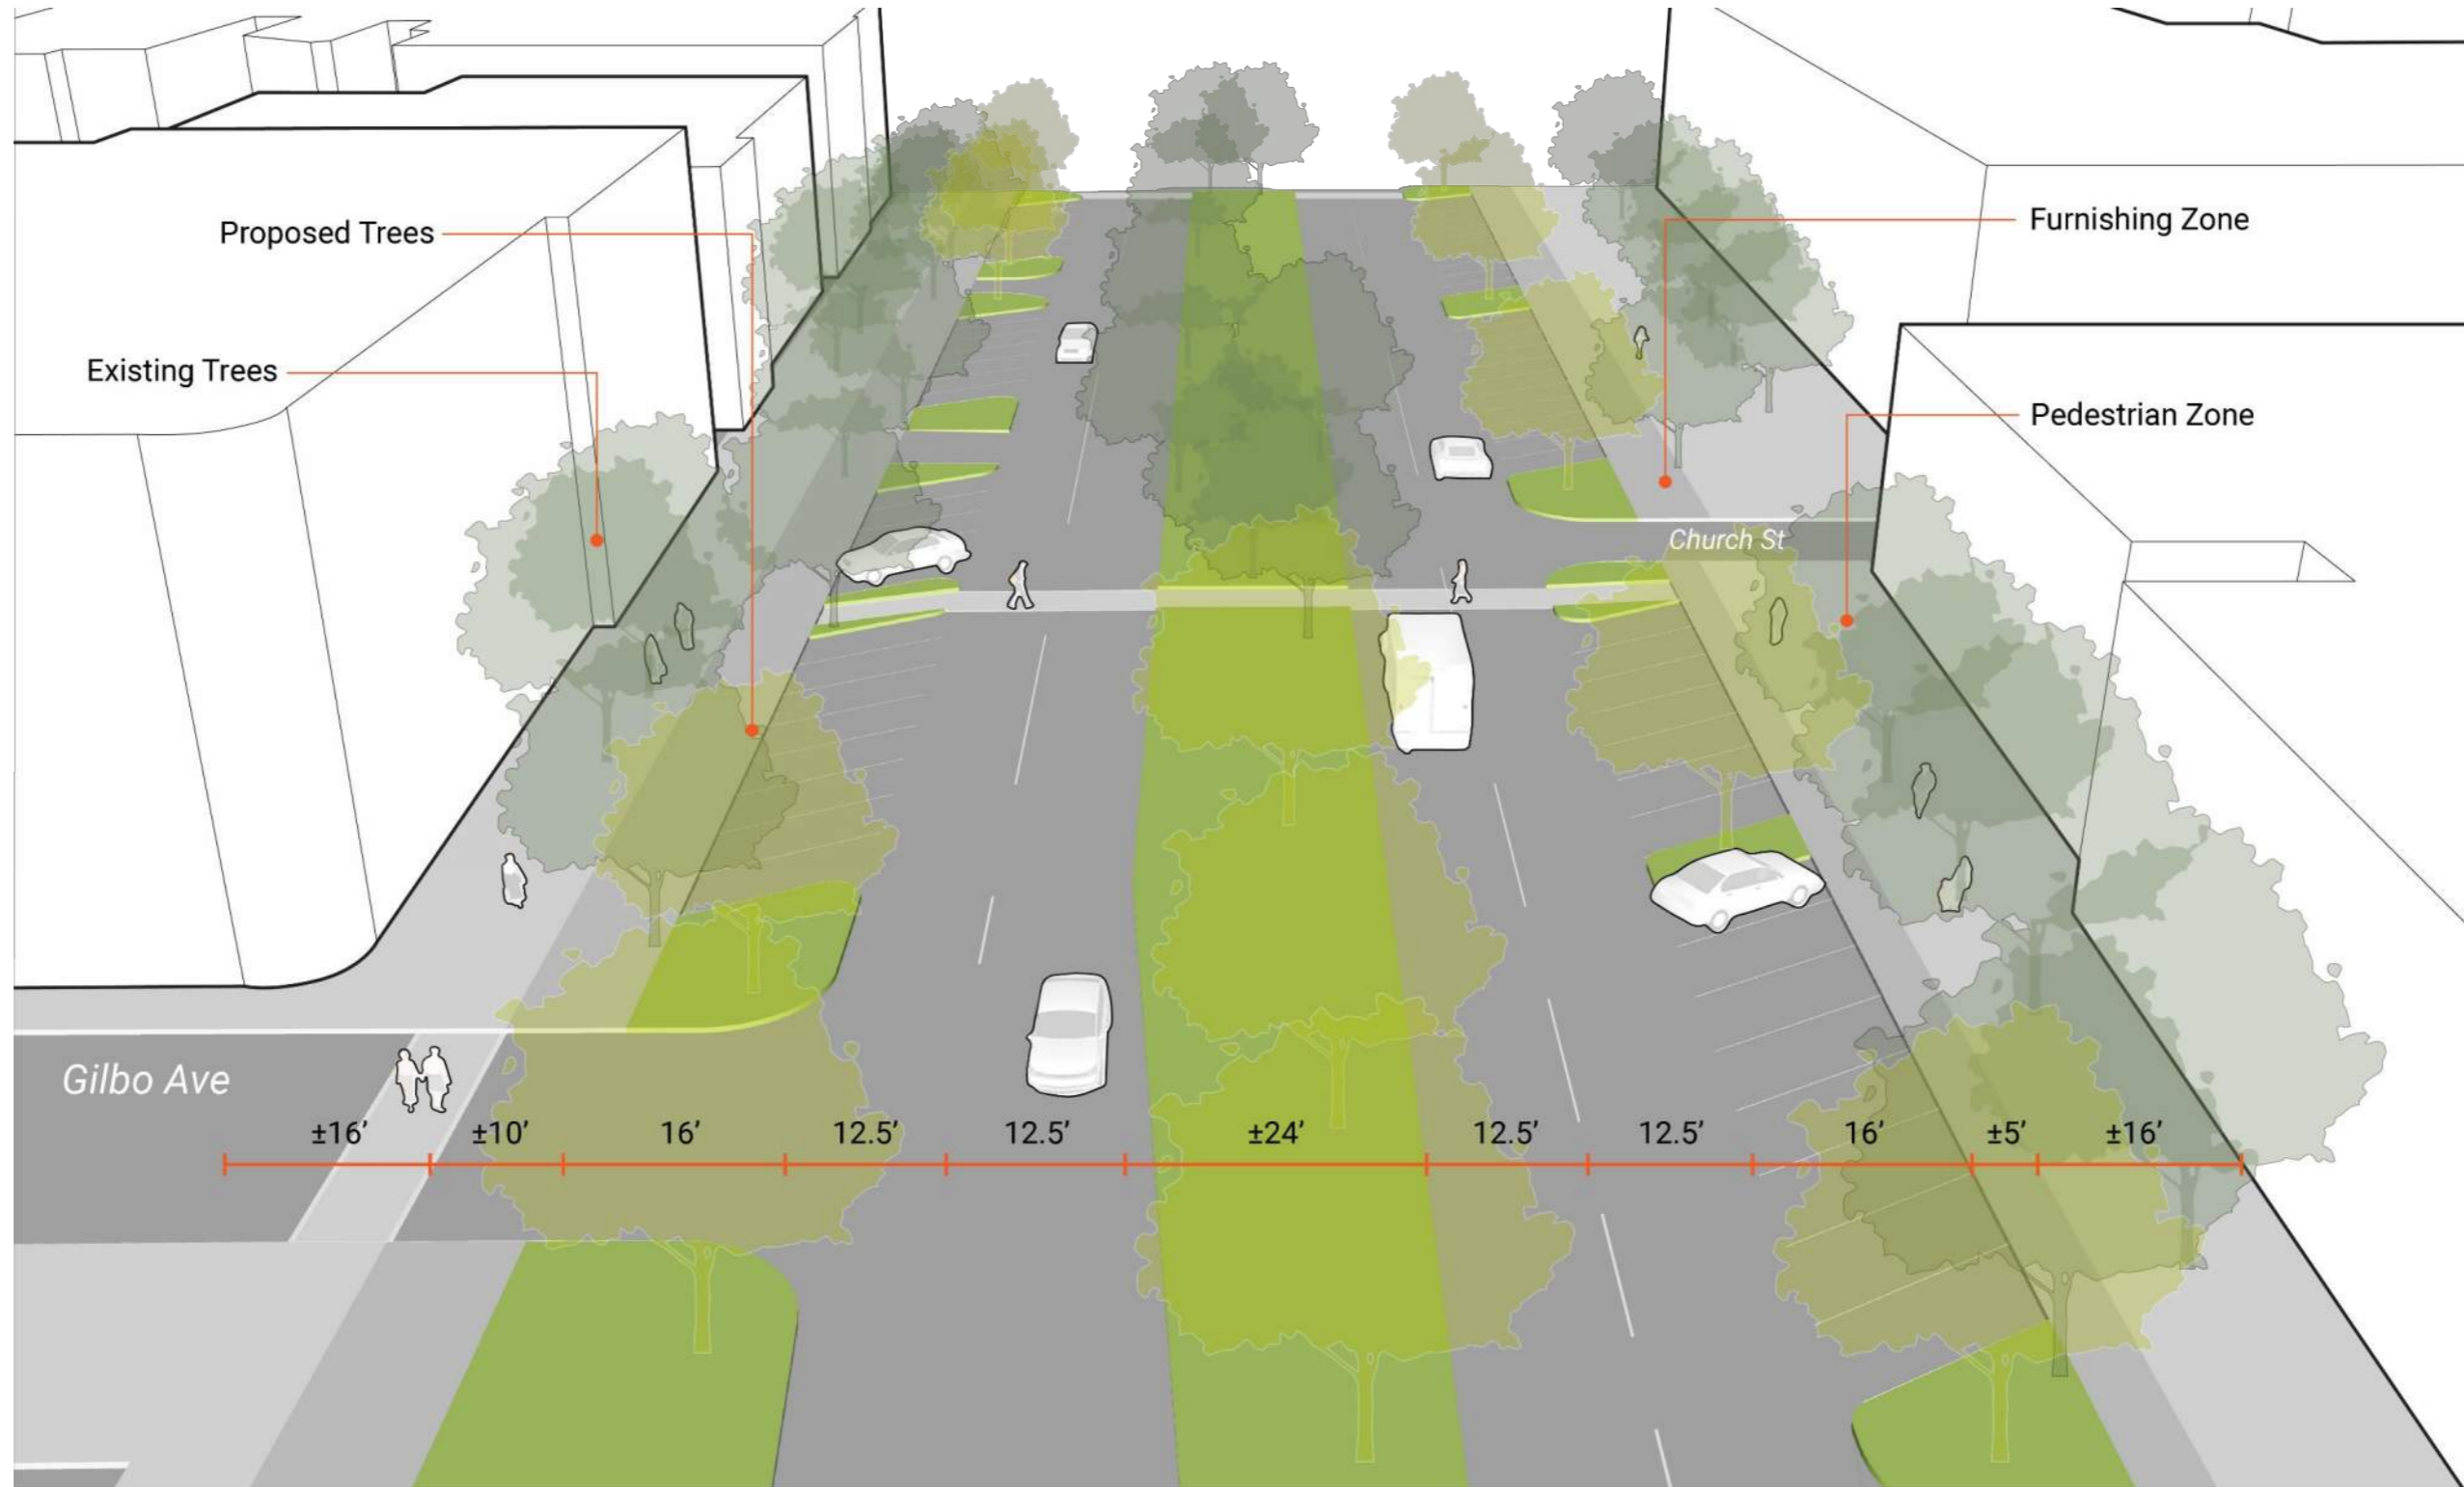 Proposed Trees
Furnishing Zone
Existing Trees
Pedestrian Zone
Church St
Gilbo Ave
±16’ ±10’ 16’ 12.5’ 12.5’ ±24’ 12.5’ 12.5’ 16’ ±5’ ±16’